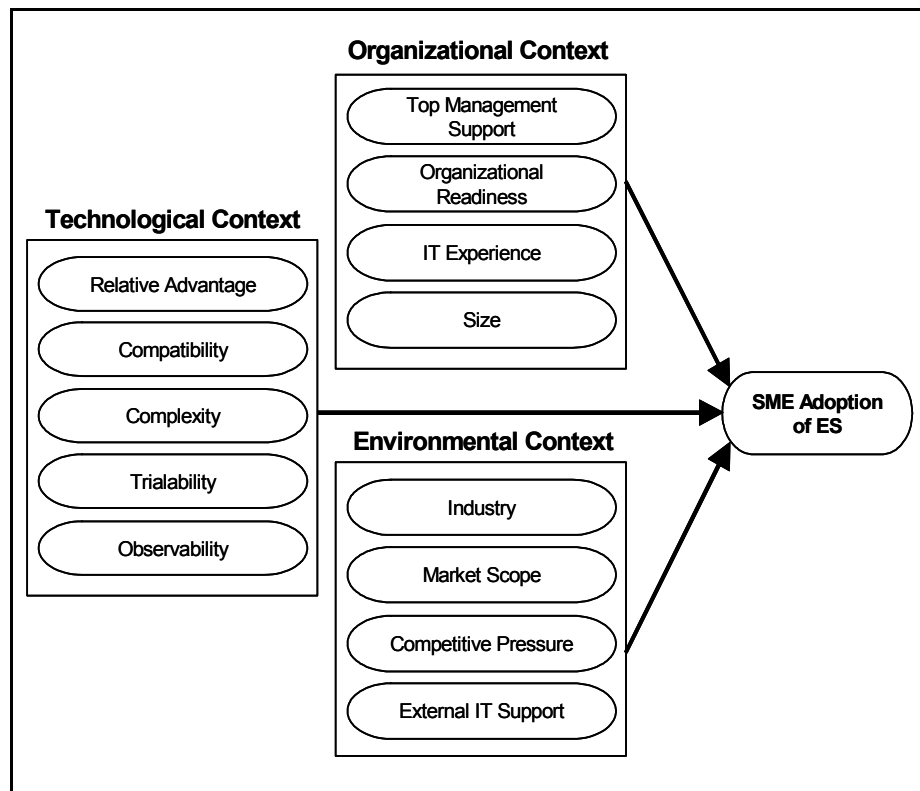 Organizational Context
Top Management
Support
Organizational
Readiness
IT Experience
Size
Technological Context
Relative Advantage
Compatibility
Complexity
Trialability
Observability
Environmental Context
Industry
Market Scope
Competitive Pressure
External IT Support
SME Adoption
of ES